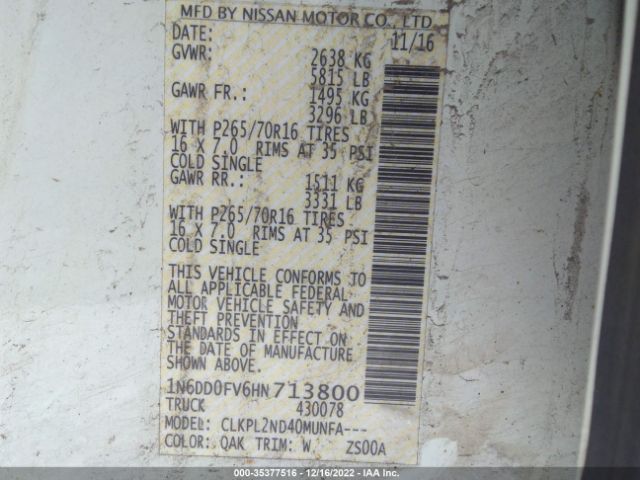 MFD BY NISSAN MOTOR CO., LTD.
DATE: 11/16
GVWR: 2638 KG
5815 LB
GAWR FR.: 1495 KG
3296 LB
WITH P265/70R16 TIRES
16 X 7.0 RIMS AT 35 PSI
COLD SINGLE
GAWR RR.: 1511 KG
3331 LB
WITH P265/70R16 TIRES
16 X 7.0 RIMS AT 35 PSI
COLD SINGLE
THIS VEHICLE CONFORMS TO
ALL APPLICABLE FEDERAL
MOTOR VEHICLE SAFETY AND
THEFT PREVENTION
STANDARDS IN EFFECT ON
THE DATE OF MANUFACTURE
SHOWN ABOVE.
1N6DD0FV6HN713800
TRUCK 430078
MODEL: CLKPL2ND40MUNFA---
COLOR: QAK TRIM: W ZS00A
000-35377516 - 12/16/2022 - IAA Inc.